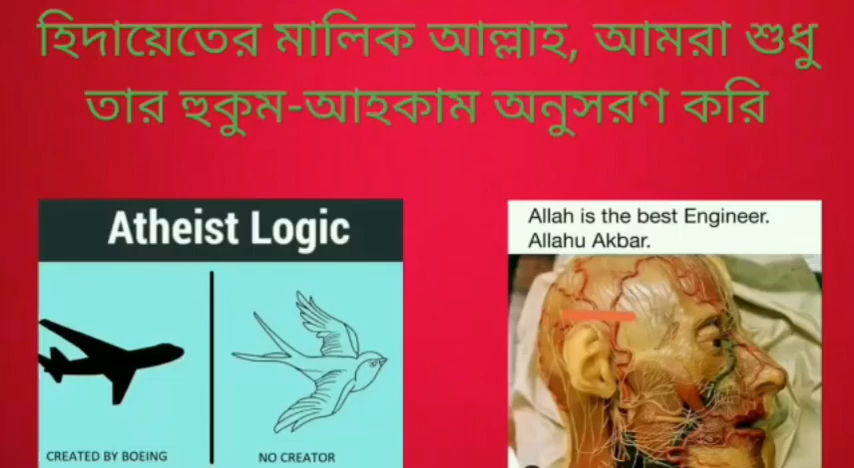 হিদায়েতের মালিক আল্লাহ, আমরা শুধু
তার হুকুম-আহকাম অনুসরণ করি
Atheist Logic
CREATED BY BOEING
NO CREATOR
Allah is the best Engineer.
Allahu Akbar.